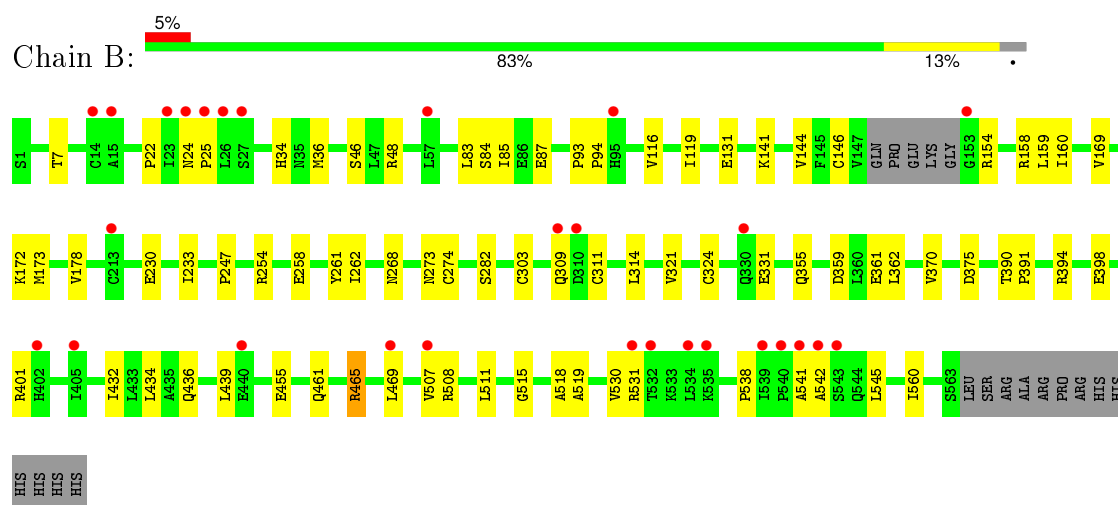 5%
Chain B:
83% 13% •
S1 T7 C14 A15 P22 I23 N24 P25 L26 S27 H34 N35 M36 S46 L47 R48 L57 L83 S84 I85 E86 E87 P93 P94 H95 V116 I119 E131 K141 V144 F145 C146 V147 GLN PRO GLU LYS GLY G153 R154 R158 L159 I160 V169
K172 M173 V178 C213 E230 I233 P247 R254 E258 Y261 I262 N268 N273 C274 S282 C303 Q309 D310 C311 L314 V321 C324 Q330 E331 Q355 D359 L360 E361 L362 V370 D375 T390 P391 R394 E398
R401 H402 I405 I432 L433 L434 A435 Q436 L439 E440 E455 Q461 R465 L469 V507 R508 L511 G515 A518 A519 V530 R531 T532 K533 L534 K535 P538 I539 P540 A541 A542 S543 Q544 L545 I560 S563 LEU SER ARG ALA ARG PRO ARG HIS HIS
HIS HIS HIS HIS